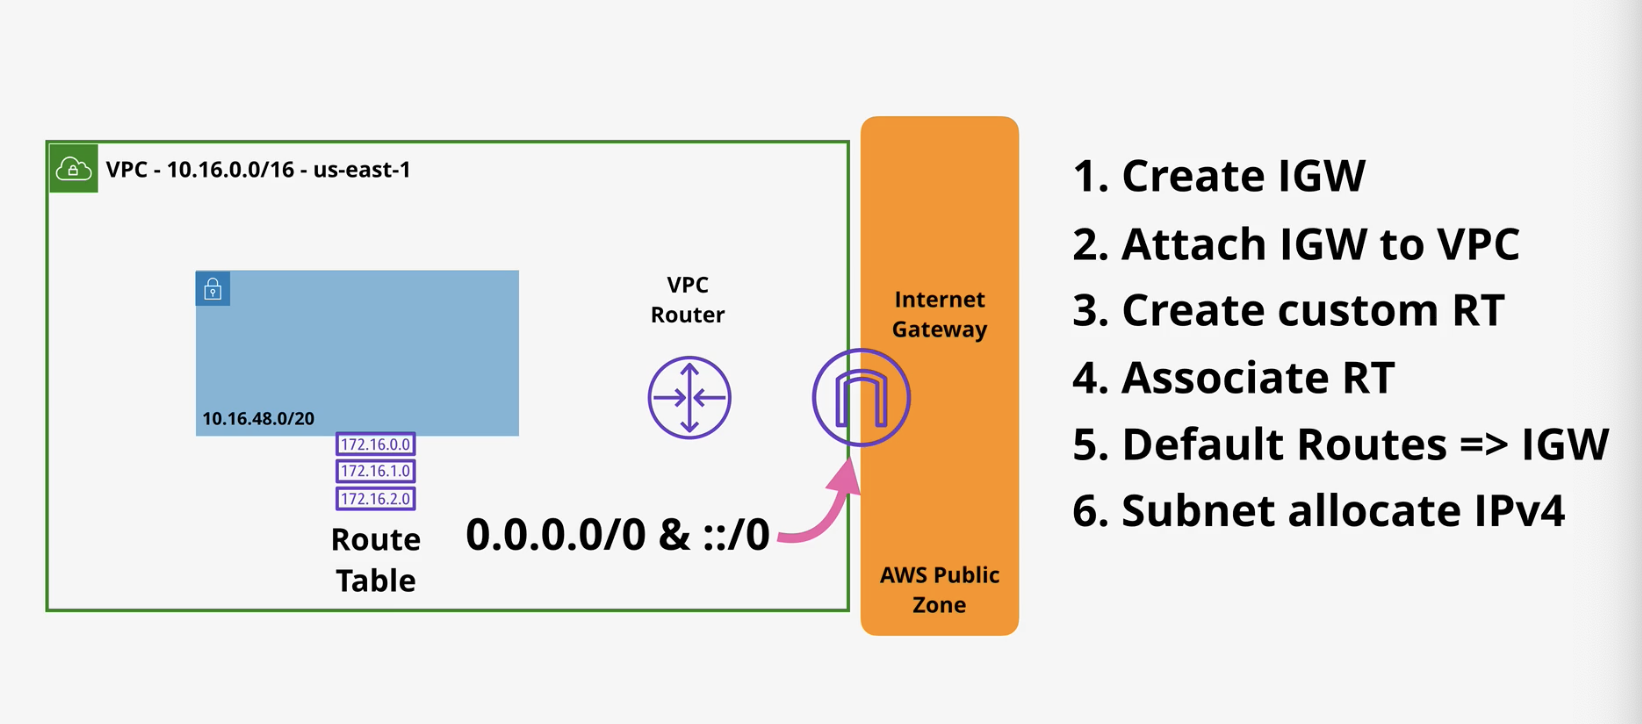 VPC - 10.16.0.0/16 - us-east-1
10.16.48.0/20
172.16.0.0
172.16.1.0
172.16.2.0
Route
Table
VPC
Router
0.0.0.0/0 & ::/0
Internet
Gateway
AWS Public
Zone
1. Create IGW
2. Attach IGW to VPC
3. Create custom RT
4. Associate RT
5. Default Routes => IGW
6. Subnet allocate IPv4